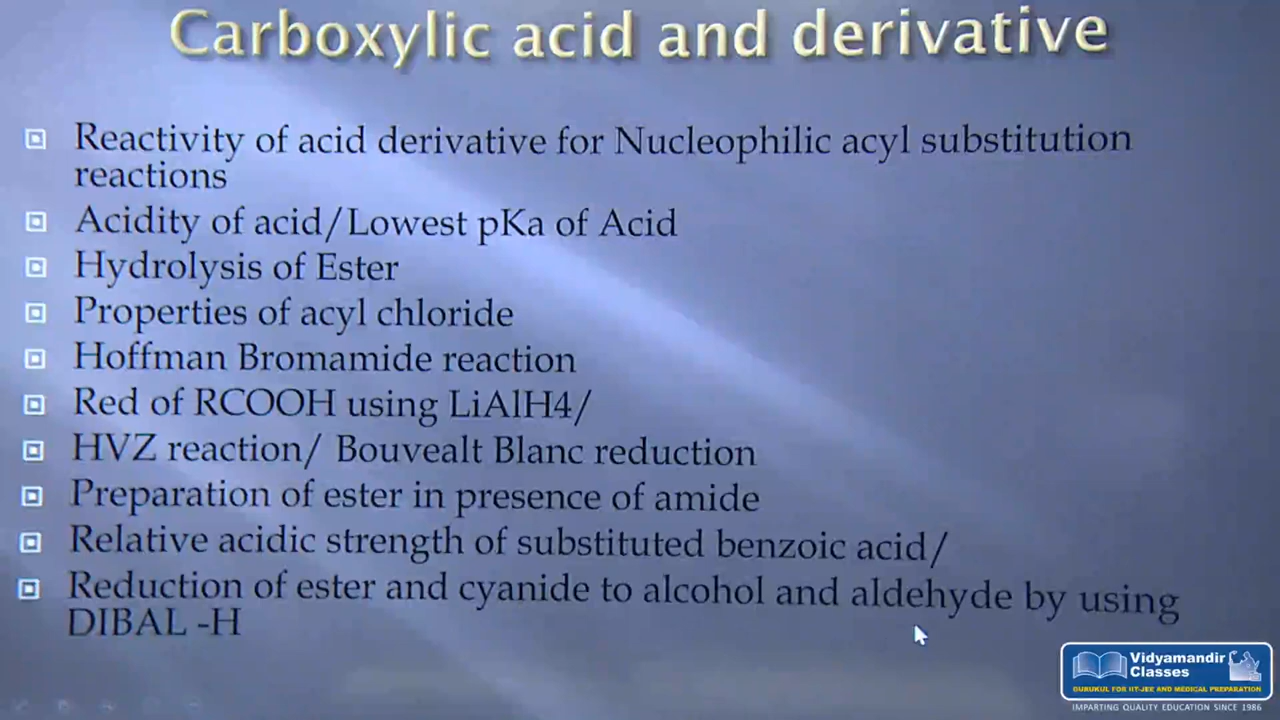 Carboxylic acid and derivative
Reactivity of acid derivative for Nucleophilic acyl substitution
reactions
Acidity of acid/Lowest pKa of Acid
Hydrolysis of Ester
Properties of acyl chloride
Hoffman Bromamide reaction
Red of RCOOH using LiAlH4/
HVZ reaction/ Bouvealt Blanc reduction
Preparation of ester in presence of amide
Relative acidic strength of substituted benzoic acid/
Reduction of ester and cyanide to alcohol and aldehyde by using
DIBAL -H
Vidyamandir
Classes
GURUKUL FOR IIT-JEE AND MEDICAL PREPARATION
IMPARTING QUALITY EDUCATION SINCE 1986